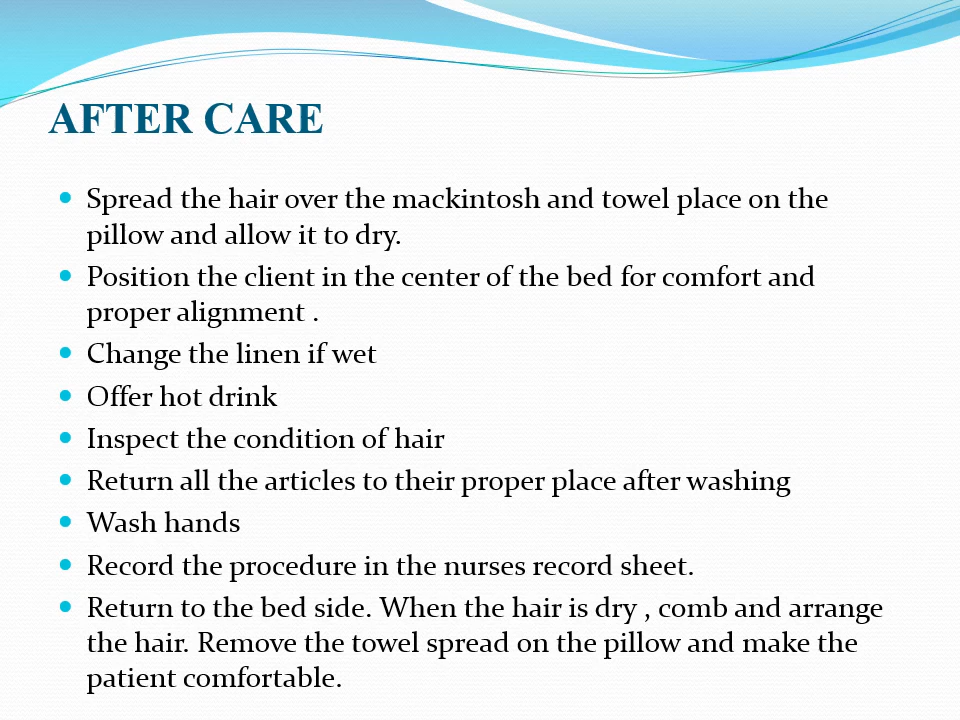 AFTER CARE
• Spread the hair over the mackintosh and towel place on the
pillow and allow it to dry.
• Position the client in the center of the bed for comfort and
proper alignment .
• Change the linen if wet
• Offer hot drink
• Inspect the condition of hair
• Return all the articles to their proper place after washing
• Wash hands
• Record the procedure in the nurses record sheet.
• Return to the bed side. When the hair is dry , comb and arrange
the hair. Remove the towel spread on the pillow and make the
patient comfortable.